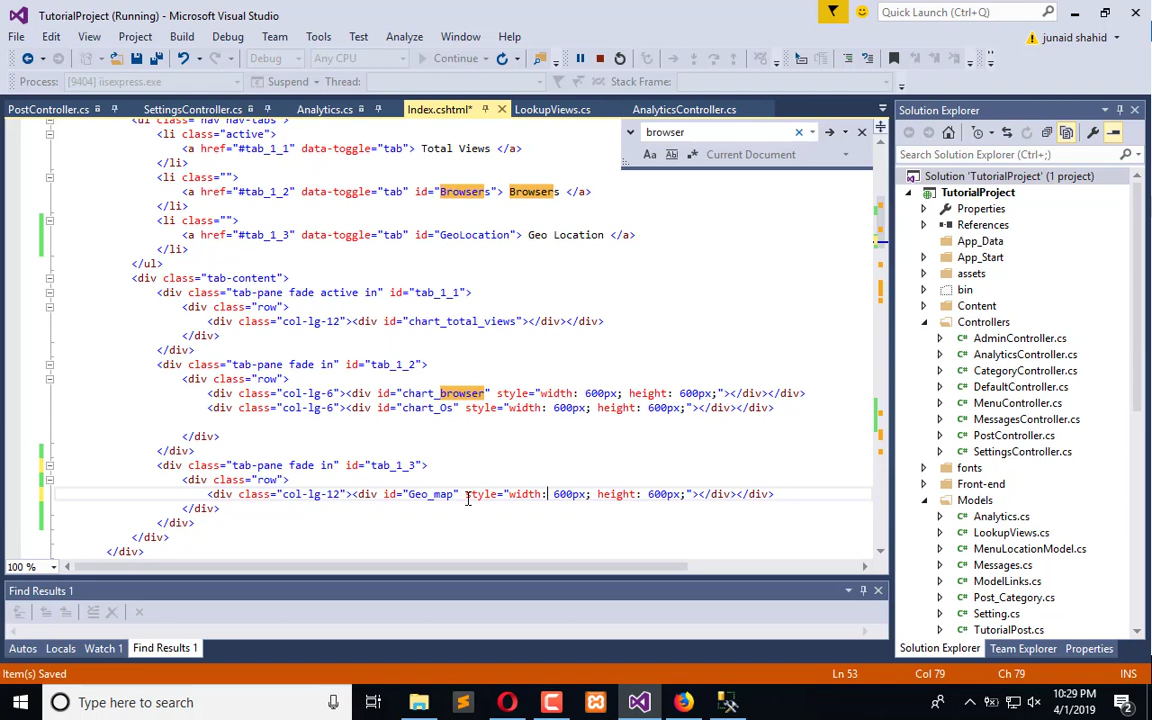 TutorialProject (Running) - Microsoft Visual Studio
Quick Launch (Ctrl+Q)
File Edit View Project Build Debug Team Tools Test Analyze Window Help
junaid shahid
Debug Any CPU Continue
Process: [9404] iisexpress.exe Suspend Thread: Stack Frame:
PostController.cs SettingsController.cs Analytics.cs Index.cshtml* LookupViews.cs AnalyticsController.cs
browser
Aa Current Document
<ul class="nav nav-tabs">
<li class="active">
<a href="#tab_1_1" data-toggle="tab"> Total Views </a>
</li>
<li class="">
<a href="#tab_1_2" data-toggle="tab" id="Browsers"> Browsers </a>
</li>
<li class="">
<a href="#tab_1_3" data-toggle="tab" id="GeoLocation"> Geo Location </a>
</li>
</ul>
<div class="tab-content">
<div class="tab-pane fade active in" id="tab_1_1">
<div class="row">
<div class="col-lg-12"><div id="chart_total_views"></div></div>
</div>
</div>
<div class="tab-pane fade in" id="tab_1_2">
<div class="row">
<div class="col-lg-6"><div id="chart_browser" style="width: 600px; height: 600px;"></div></div>
<div class="col-lg-6"><div id="chart_Os" style="width: 600px; height: 600px;"></div></div>
</div>
</div>
<div class="tab-pane fade in" id="tab_1_3">
<div class="row">
<div class="col-lg-12"><div id="Geo_map" style="width: 600px; height: 600px;"></div></div>
</div>
</div>
</div>
</div>
100 %
Find Results 1
Autos Locals Watch 1 Find Results 1
Solution Explorer
Search Solution Explorer (Ctrl+;)
Solution 'TutorialProject' (1 project)
TutorialProject
Properties
References
App_Data
App_Start
assets
bin
Content
Controllers
AdminController.cs
AnalyticsController.cs
CategoryController.cs
DefaultController.cs
MenuController.cs
MessagesController.cs
PostController.cs
SettingsController.cs
fonts
Front-end
Models
Analytics.cs
LookupViews.cs
MenuLocationModel.cs
Messages.cs
ModelLinks.cs
Post_Category.cs
Setting.cs
TutorialPost.cs
Solution Explorer Team Explorer Properties
Item(s) Saved Ln 53 Col 79 Ch 79 INS
Type here to search
10:29 PM
4/1/2019
2